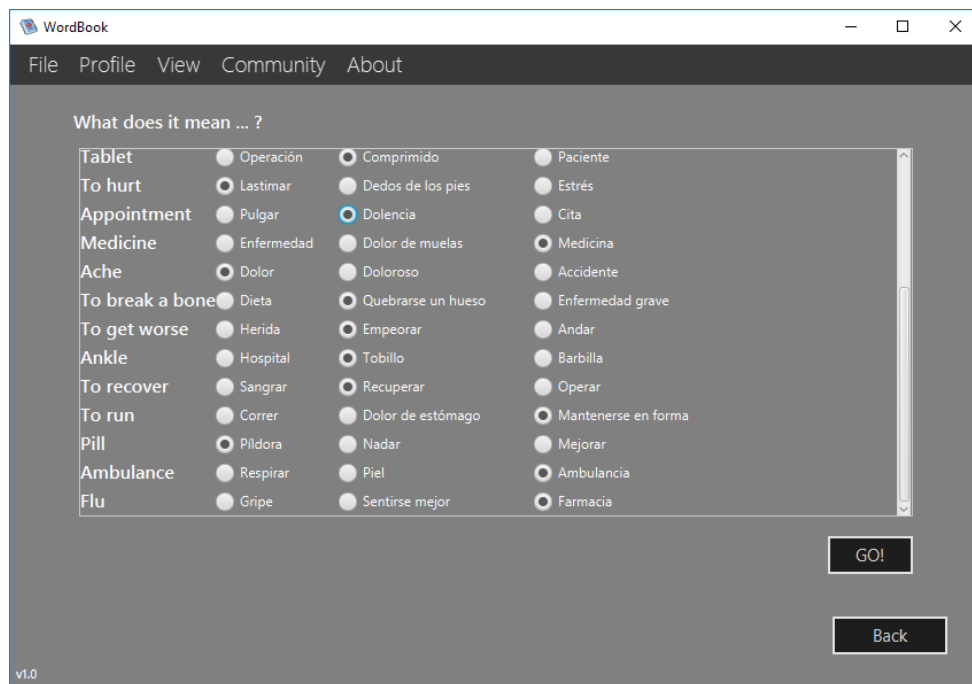 WordBook
File Profile View Community About
What does it mean ... ?
Tablet Operación Comprimido Paciente
To hurt Lastimar Dedos de los pies Estrés
Appointment Pulgar Dolencia Cita
Medicine Enfermedad Dolor de muelas Medicina
Ache Dolor Doloroso Accidente
To break a bone Dieta Quebrarse un hueso Enfermedad grave
To get worse Herida Empeorar Andar
Ankle Hospital Tobillo Barbilla
To recover Sangrar Recuperar Operar
To run Correr Dolor de estómago Mantenerse en forma
Pill Píldora Nadar Mejorar
Ambulance Respirar Piel Ambulancia
Flu Gripe Sentirse mejor Farmacia
GO!
Back
v1.0